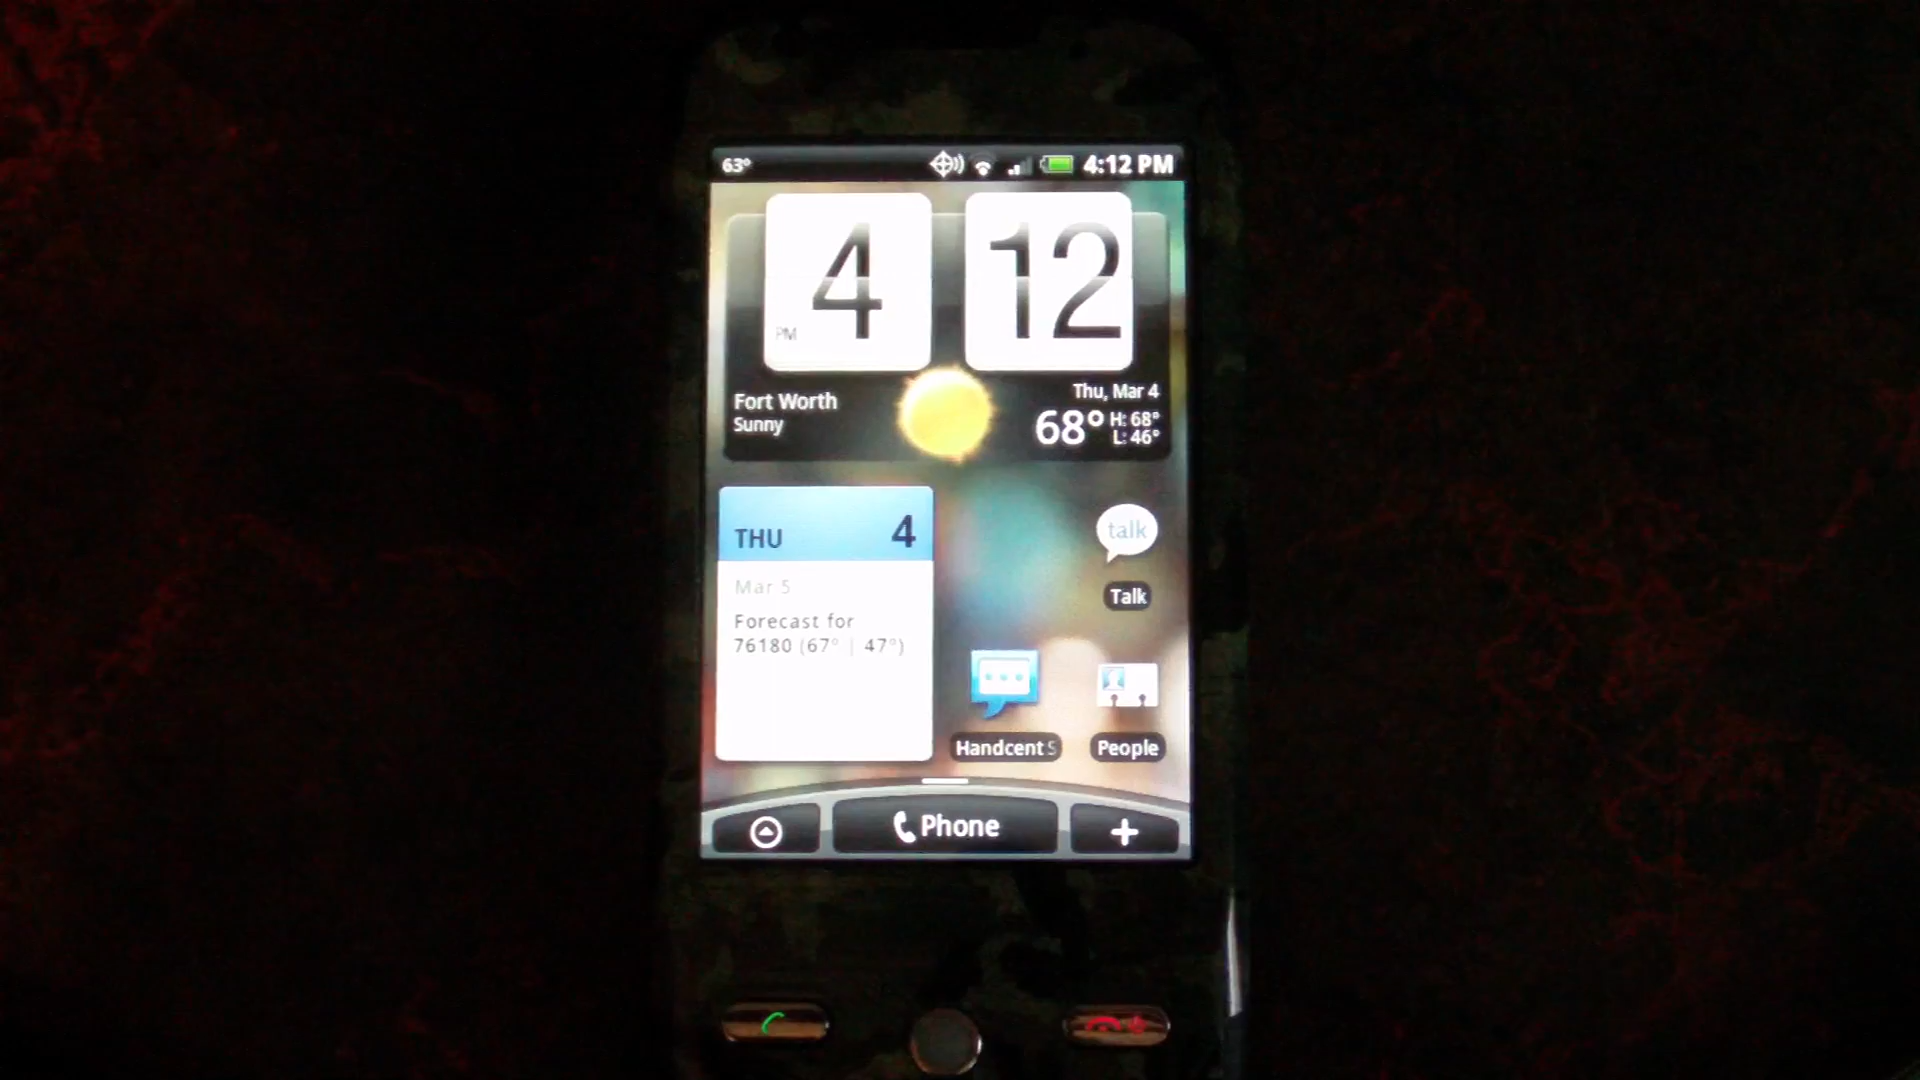 63° 4:12 PM
4 12
PM
Fort Worth
Sunny
Thu, Mar 4
68° H: 68°
L: 46°
THU 4
Mar 5
Forecast for
76180 (67° | 47°)
talk
Talk
Handcent S
People
Phone